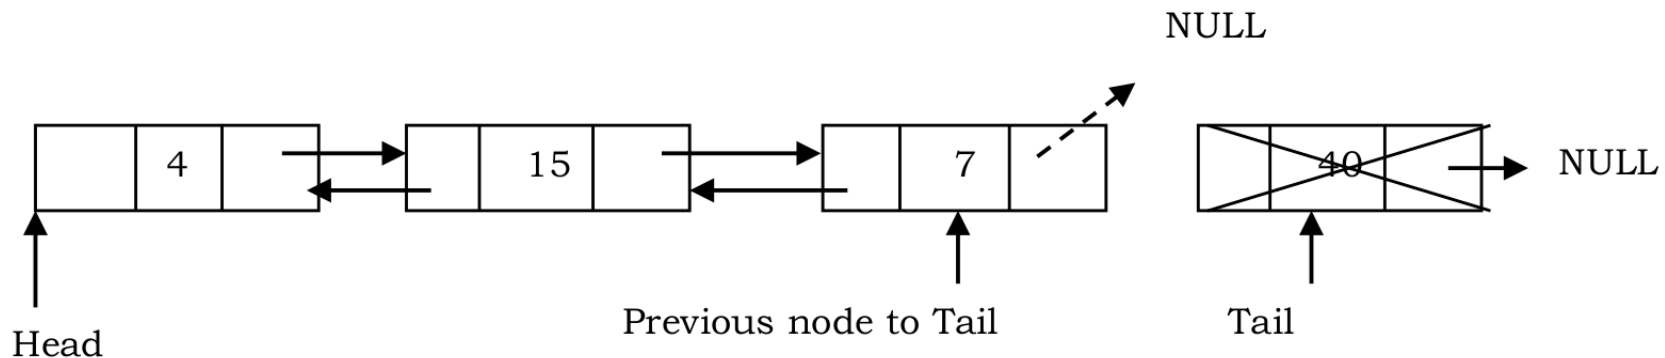 NULL
4
15
7
40
NULL
Previous node to Tail
Tail
Head